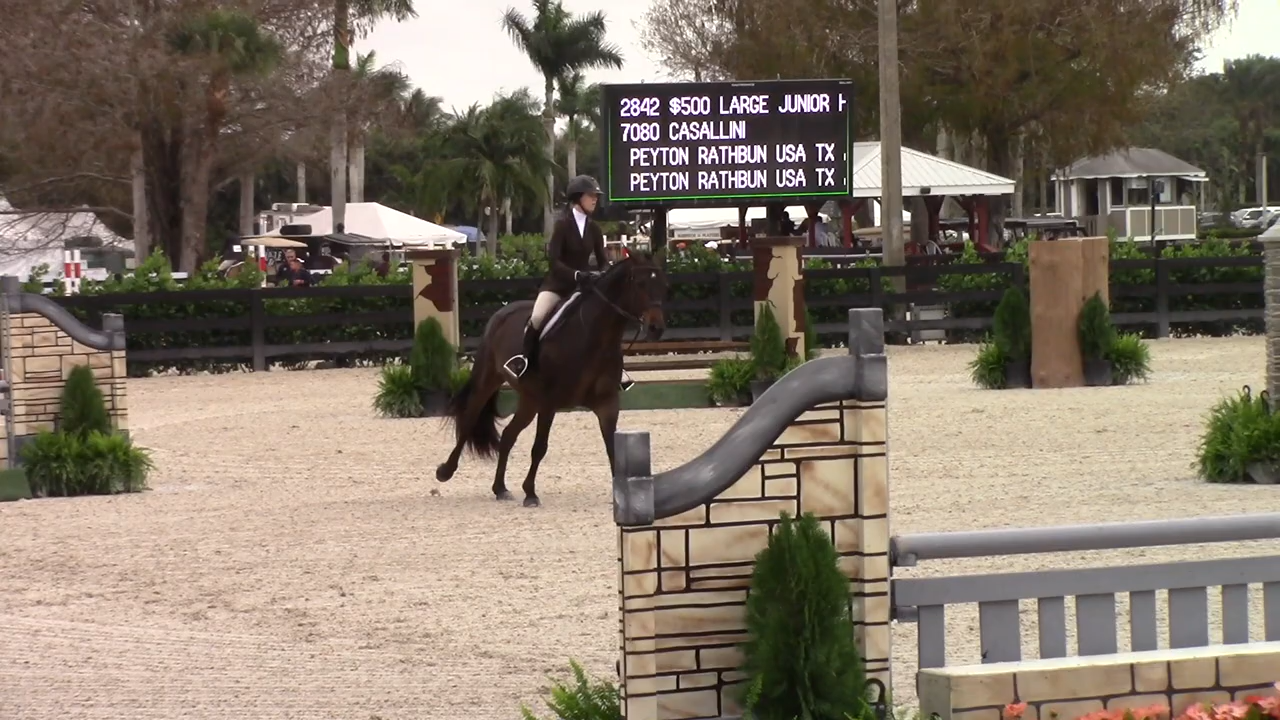 2842 $500 LARGE JUNIOR H
7080 CASALLINI
PEYTON RATHBUN USA TX
PEYTON RATHBUN USA TX